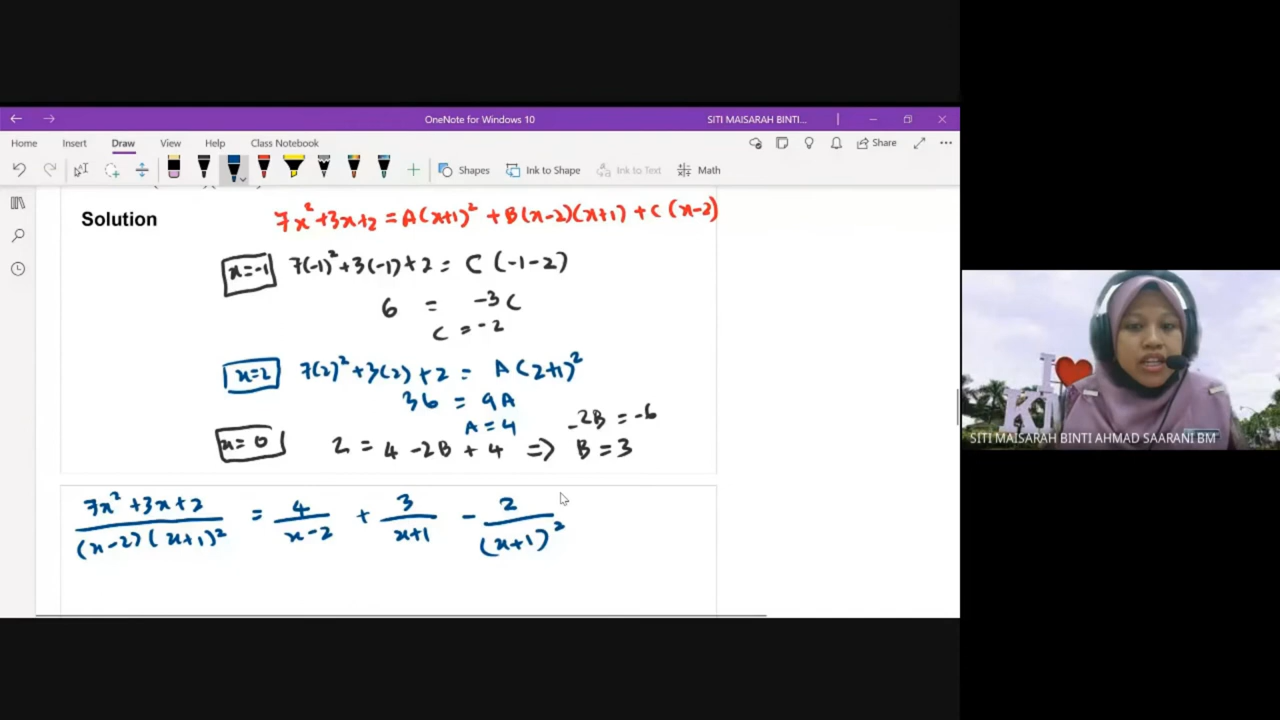 OneNote for Windows 10
SITI MAISARAH BINTI...
Home Insert Draw View Help Class Notebook
Share
Shapes Ink to Shape Ink to Text Math
Solution
7x²+3x+2 = A(x+1)² + B(x-2)(x+1) + C(x-2)
x=-1 7(-1)²+3(-1)+2 = C(-1-2)
6 = -3C
C = -2
x=2 7(2)²+3(2)+2 = A(2+1)²
36 = 9A
A = 4
-2B = -6
x=0 2 = 4 -2B + 4 => B = 3
7x²+3x+2/(x-2)(x+1)² = 4/x-2 + 3/x+1 - 2/(x+1)²
I
KM
SITI MAISARAH BINTI AHMAD SAARANI BM